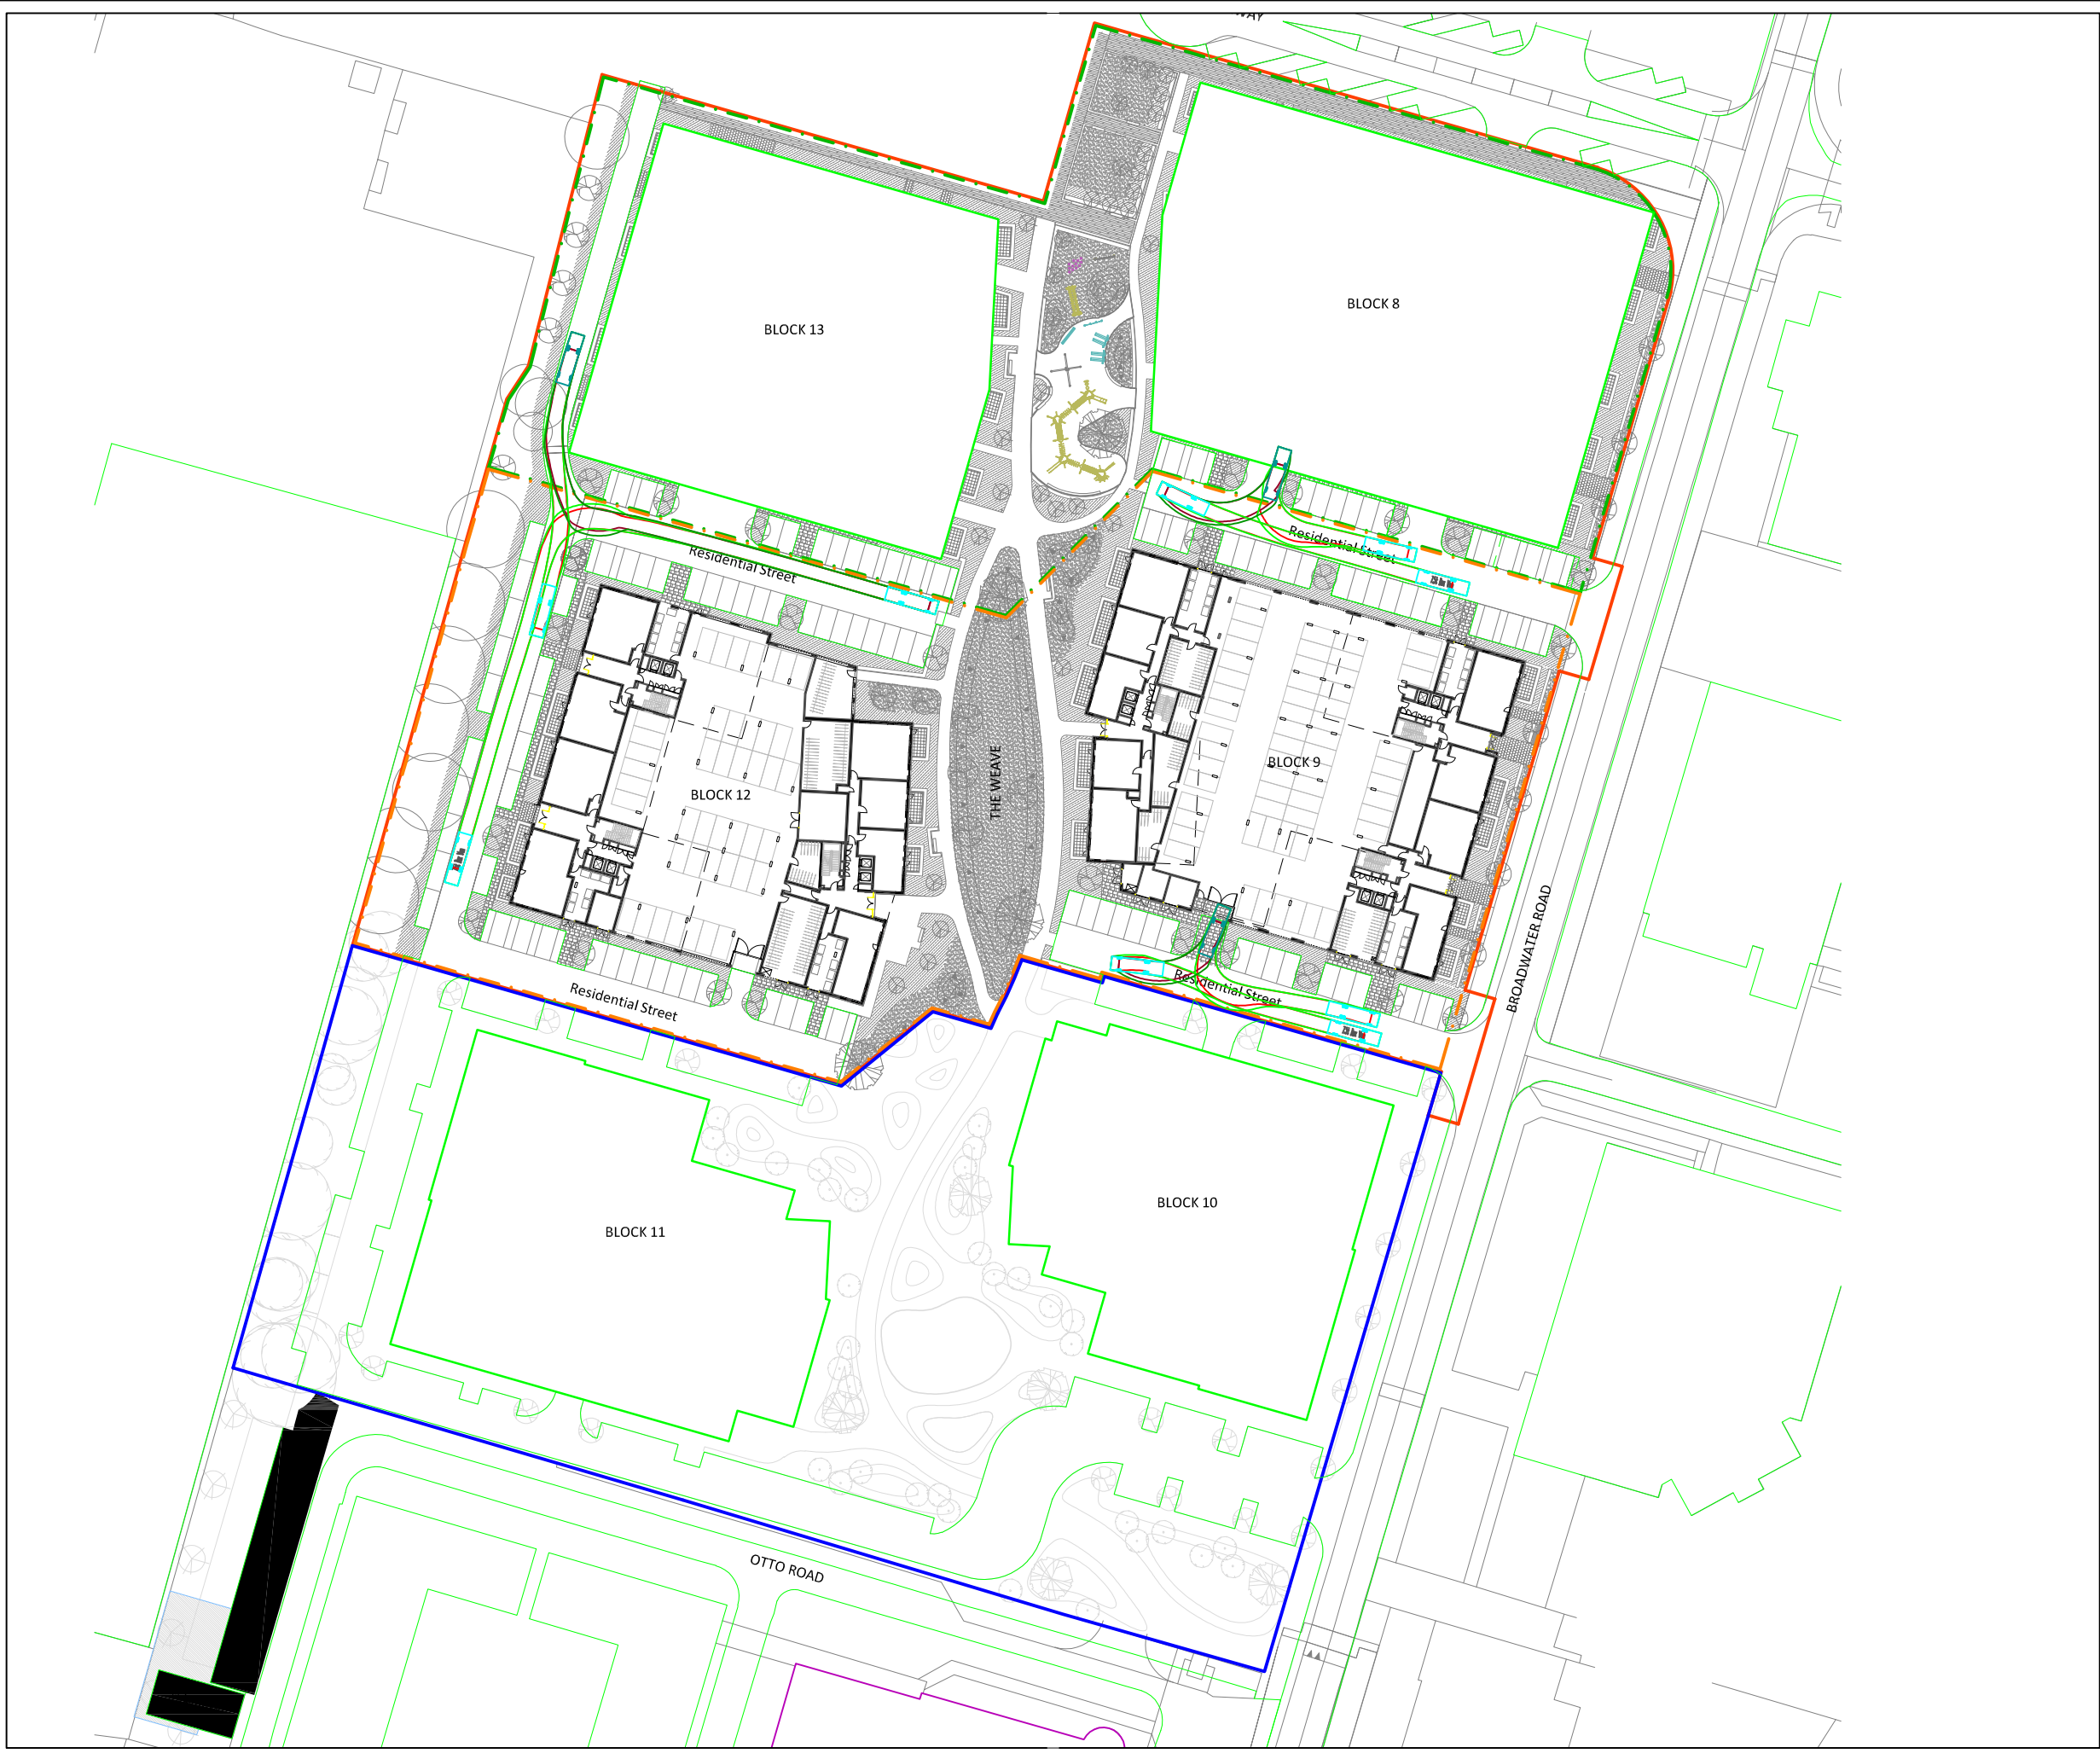 WAY
BLOCK 8
BLOCK 13
Residential Street
Residential Street
THE WEAVE
BLOCK 9
BLOCK 12
BROADWATER ROAD
Residential Street
Residential Street
BLOCK 10
BLOCK 11
OTTO ROAD